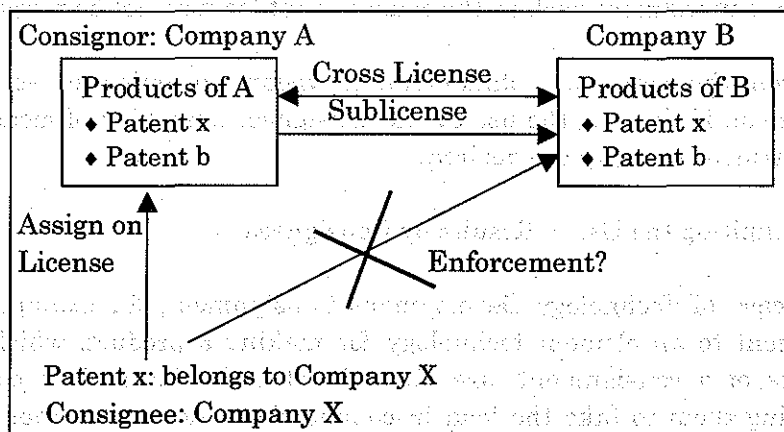 Consignor: Company A
Company B
Products of A
♦ Patent x
♦ Patent b
Cross License
Sublicense
Products of B
♦ Patent x
♦ Patent b
Assign on
License
Enforcement?
Patent x: belongs to Company X
Consignee: Company X